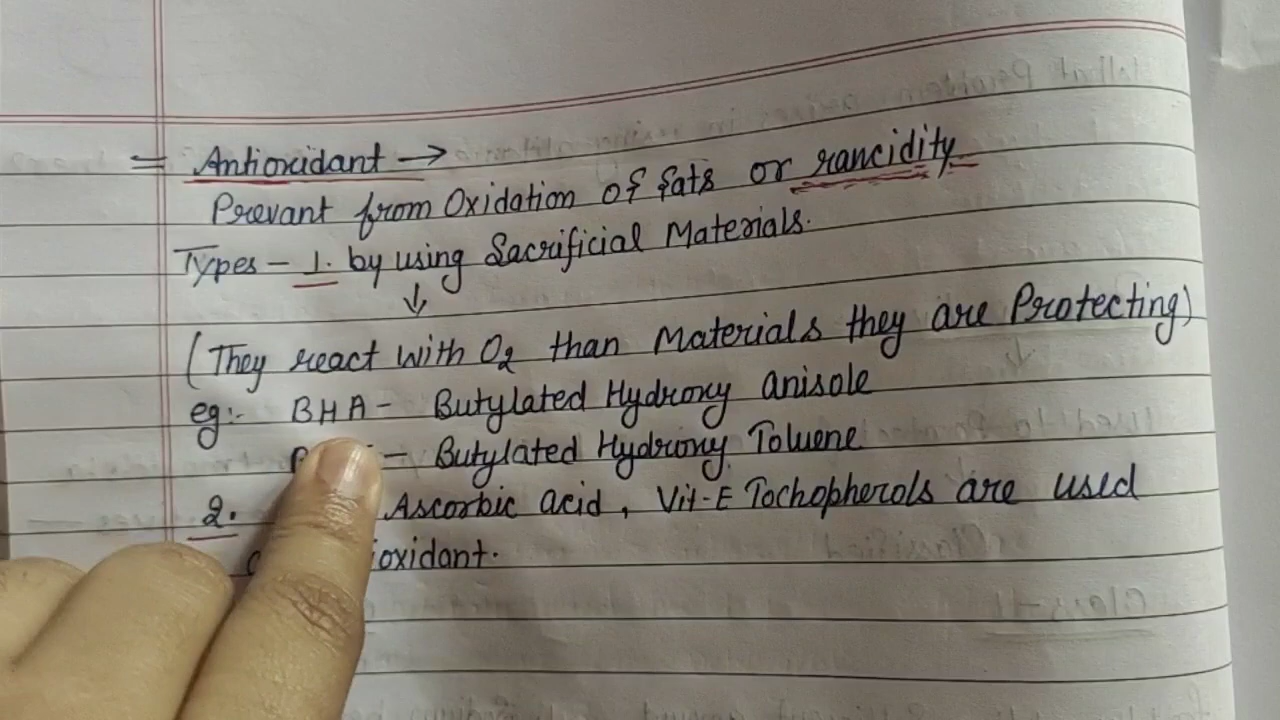 = Antioxidant →
Prevant from Oxidation of fats or rancidity
Types - 1. by using Sacrificial Materials.
↓
(They react with O₂ than Materials they are Protecting)
eg:- BHA - Butylated Hydroxy anisole
- Butylated Hydroxy Toluene
2. Ascorbic acid, Vit-E Tochopherols are used
oxidant.